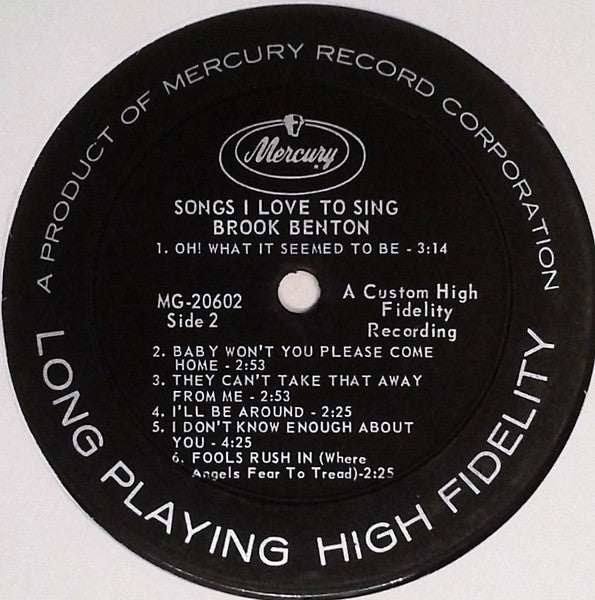 A PRODUCT OF MERCURY RECORD CORPORATION
Mercury
SONGS I LOVE TO SING
BROOK BENTON
1. OH! WHAT IT SEEMED TO BE - 3:14
MG-20602
Side 2
A Custom High
Fidelity
Recording
2. BABY WON'T YOU PLEASE COME
HOME - 2:53
3. THEY CAN'T TAKE THAT AWAY
FROM ME - 2:53
4. I'LL BE AROUND - 2:25
5. I DON'T KNOW ENOUGH ABOUT
YOU - 4:25
6. FOOLS RUSH IN (Where
Angels Fear To Tread)-2:25
LONG PLAYING HIGH FIDELITY